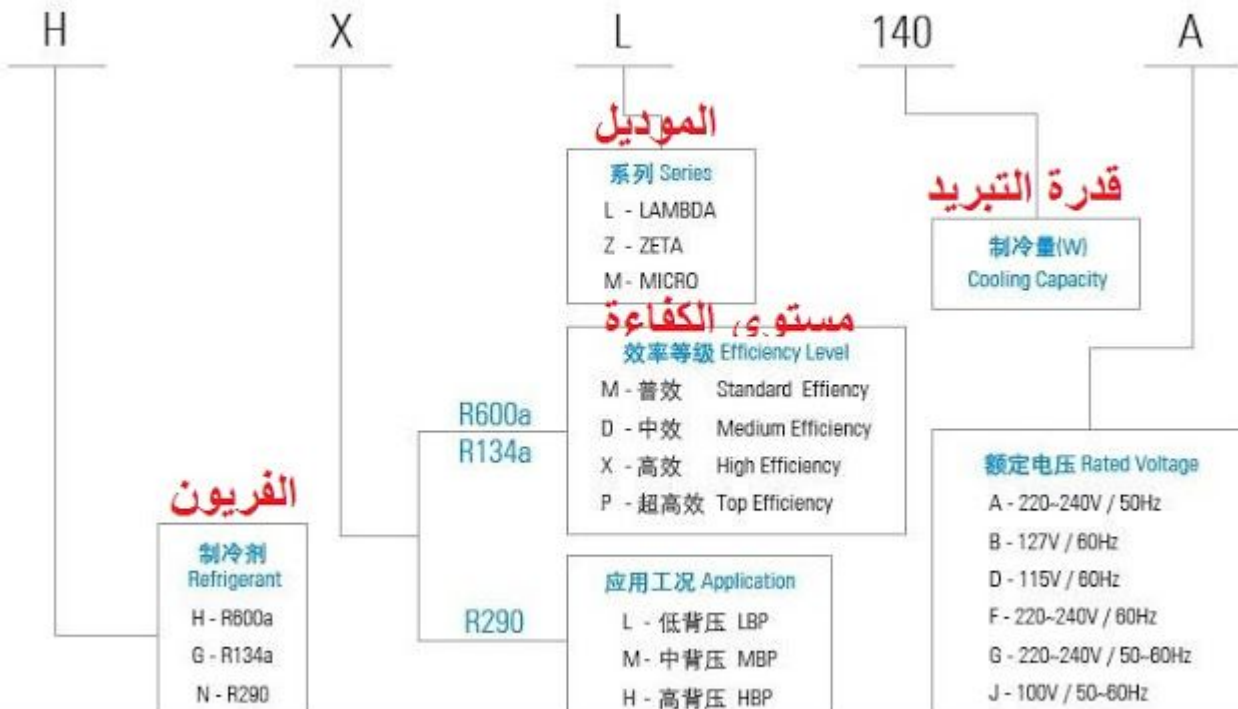 H X L 140 A
الموديل
系列 Series
L - LAMBDA
Z - ZETA
M - MICRO
قدرة التبريد
制冷量(W)
Cooling Capacity
مستوى الكفاءة
效率等级 Efficiency Level
M - 普效 Standard Effiency
D - 中效 Medium Efficiency
X - 高效 High Efficiency
P - 超高效 Top Efficiency
R600a
R134a
الفريون
制冷剂
Refrigerant
H - R600a
G - R134a
N - R290
R290
应用工况 Application
L - 低背压 LBP
M - 中背压 MBP
H - 高背压 HBP
额定电压 Rated Voltage
A - 220~240V / 50Hz
B - 127V / 60Hz
D - 115V / 60Hz
F - 220~240V / 60Hz
G - 220~240V / 50~60Hz
J - 100V / 50~60Hz